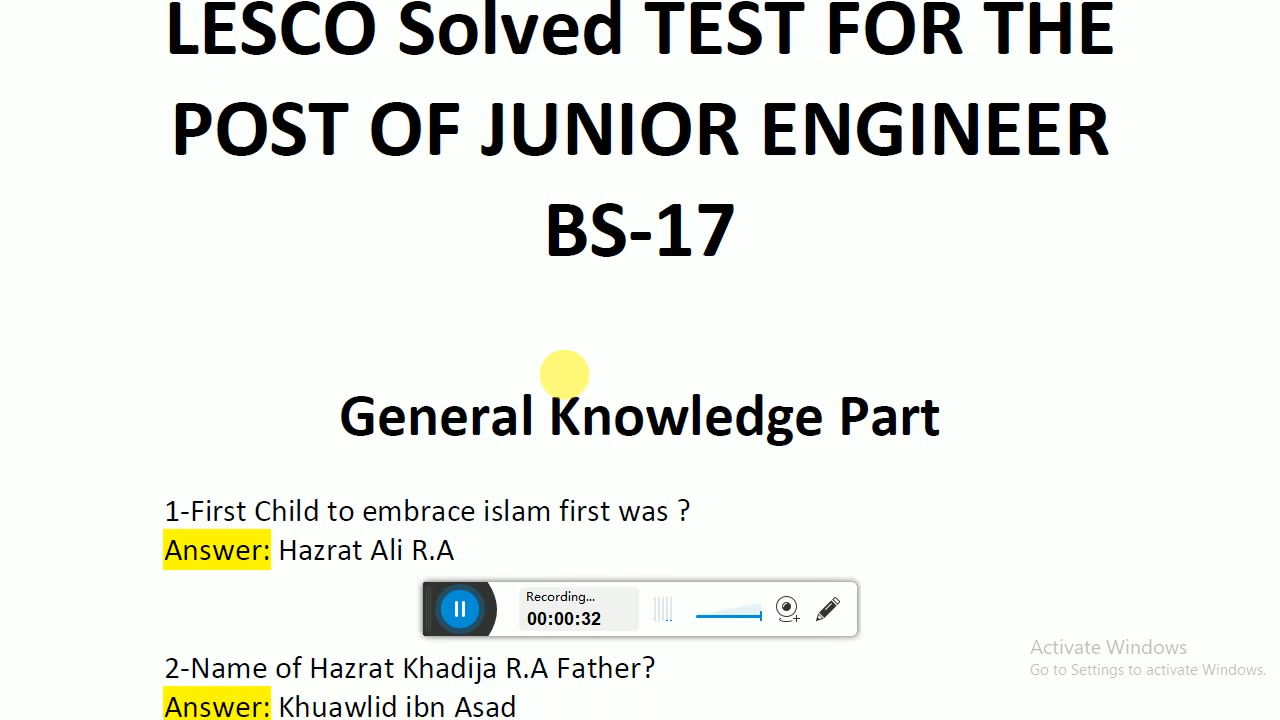 LESCO Solved TEST FOR THE
POST OF JUNIOR ENGINEER
BS-17
General Knowledge Part
1-First Child to embrace islam first was ?
Answer: Hazrat Ali R.A
Recording...
00:00:32
2-Name of Hazrat Khadija R.A Father?
Answer: Khuawlid ibn Asad
Activate Windows
Go to Settings to activate Windows.